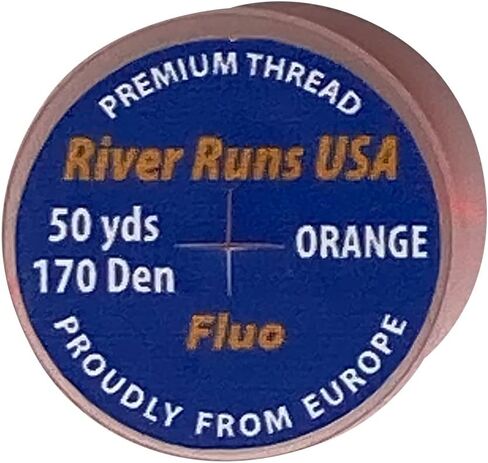 PREMIUM THREAD
River Runs USA
50 yds
170 Den
ORANGE
Fluo
PROUDLY FROM EUROPE